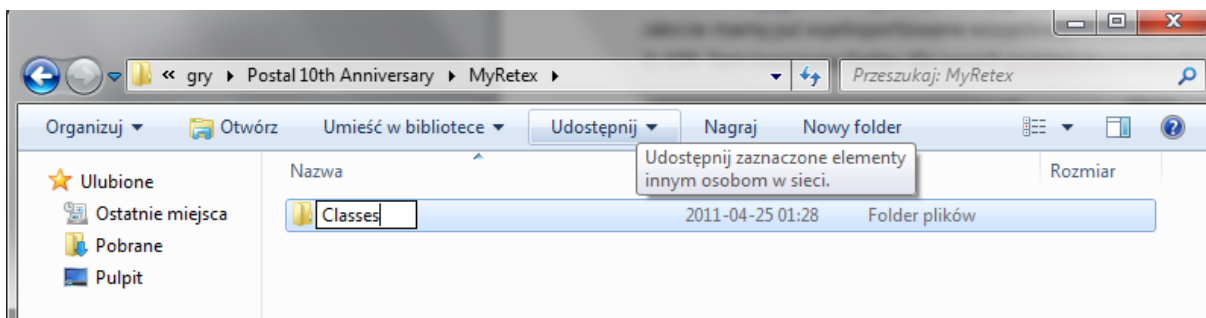 « gry ▸ Postal 10th Anniversary ▸ MyRetex ▸ Przeszukaj: MyRetex
Organizuj Otwórz Umieść w bibliotece Udostępnij Nagraj Nowy folder
Udostępnij zaznaczone elementy
innym osobom w sieci.
Nazwa Rozmiar
Ulubione
Ostatnie miejsca
Pobrane
Pulpit
Classes 2011-04-25 01:28 Folder plików